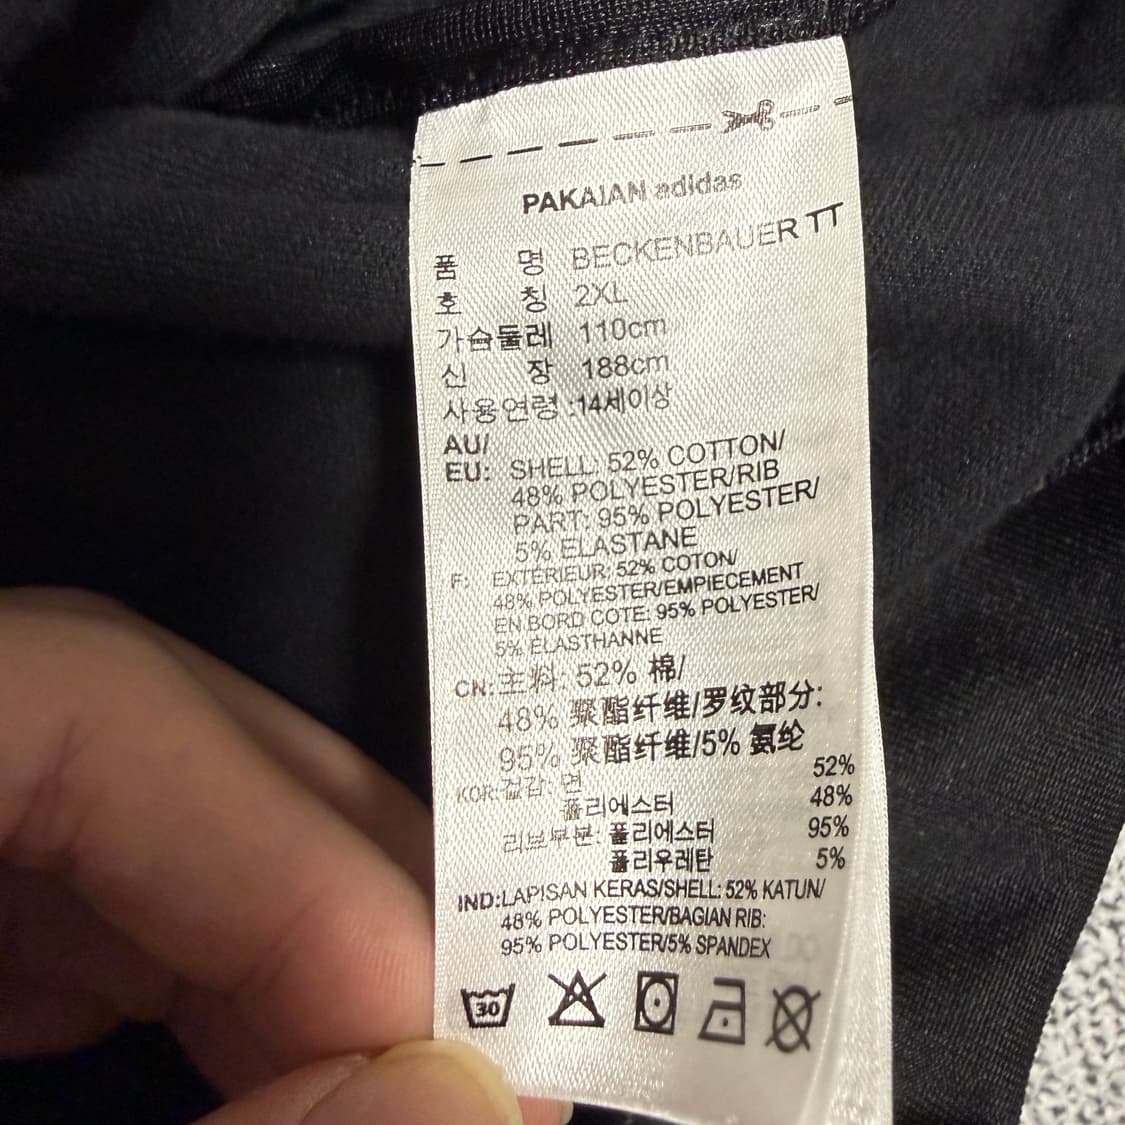 PAKAIAN adidas
품 명 BECKENBAUER TT
호 칭 2XL
가슴둘레 110cm
신 장 188cm
사용연령 :14세이상
AU/
EU: SHELL: 52% COTTON/
48% POLYESTER/RIB
PART: 95% POLYESTER/
5% ELASTANE
F: EXTERIEUR: 52% COTON/
48% POLYESTER/EMPIECEMENT
EN BORD COTE: 95% POLYESTER/
5% ELASTHANNE
CN: 主料: 52% 棉/
48% 聚酯纤维/罗纹部分:
95% 聚酯纤维/5% 氨纶
KOR:겉감: 면 52%
폴리에스터 48%
리브부분: 폴리에스터 95%
폴리우레탄 5%
IND:LAPISAN KERAS/SHELL: 52% KATUN/
48% POLYESTER/BAGIAN RIB:
95% POLYESTER/5% SPANDEX
30